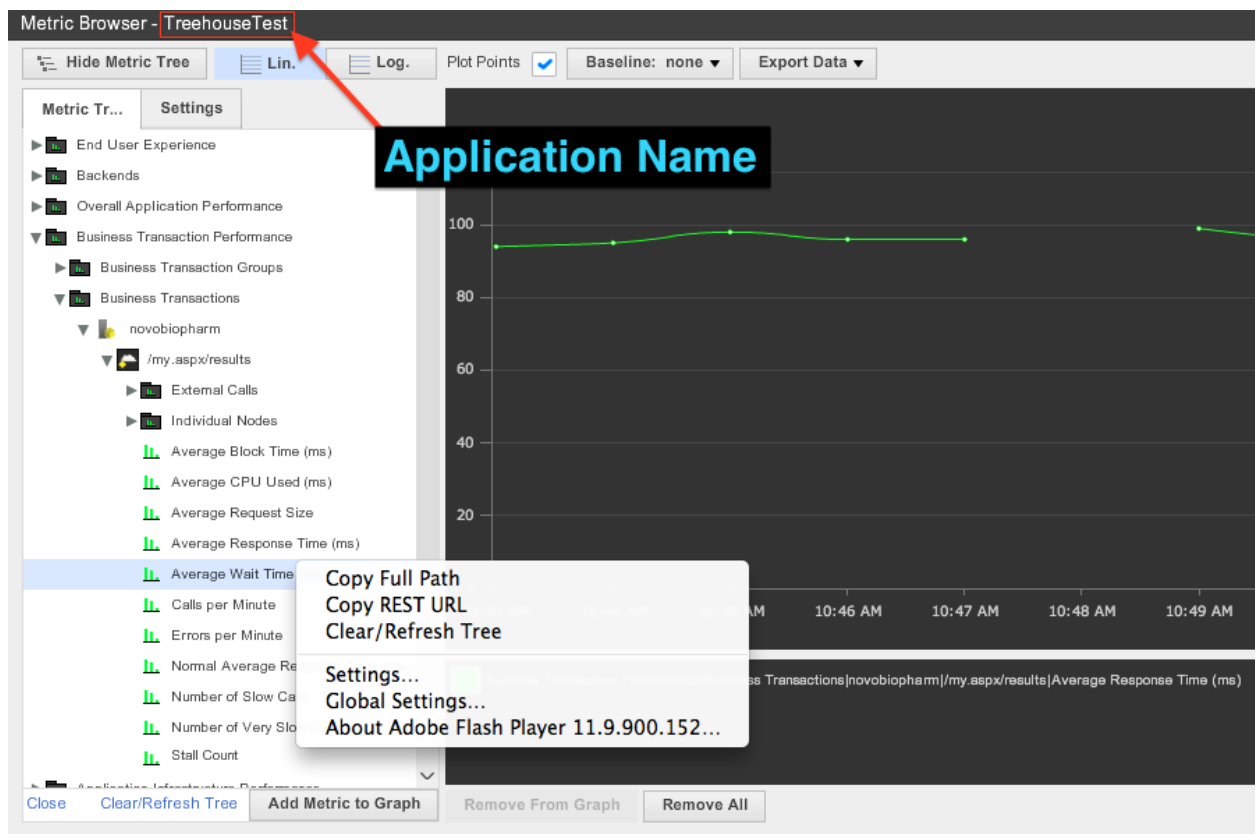 Metric Browser - TreehouseTest
Hide Metric Tree
Lin.
Log.
Plot Points
Baseline: none
Export Data
Metric Tr...
Settings
Application Name
End User Experience
Backends
Overall Application Performance
Business Transaction Performance
Business Transaction Groups
Business Transactions
novobiopharm
/my.aspx/results
External Calls
Individual Nodes
Average Block Time (ms)
Average CPU Used (ms)
Average Request Size
Average Response Time (ms)
Average Wait Time
Calls per Minute
Errors per Minute
Normal Average Re
Number of Slow Ca
Number of Very Slo
Stall Count
Copy Full Path
Copy REST URL
Clear/Refresh Tree
Settings...
Global Settings...
About Adobe Flash Player 11.9.900.152...
100
80
60
40
20
AM
10:46 AM
10:47 AM
10:48 AM
10:49 AM
ss Transactions|novobiopharm|/my.aspx/results|Average Response Time (ms)
Close
Clear/Refresh Tree
Add Metric to Graph
Remove From Graph
Remove All